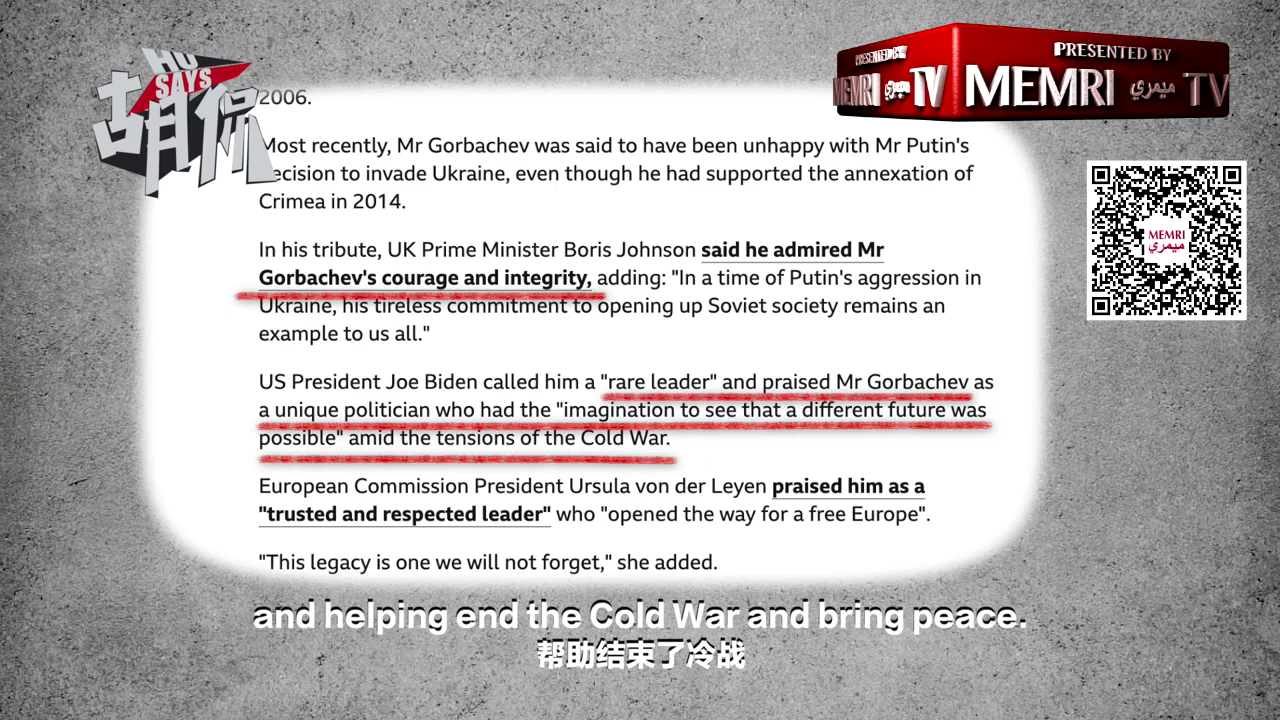 HU
SAYS
胡侃
PRESENTED BY
MEMRI ميمري TV
PRESENTED BY
MEMRI ميمري TV
MEMRI
ميمري
2006.
Most recently, Mr Gorbachev was said to have been unhappy with Mr Putin's
decision to invade Ukraine, even though he had supported the annexation of
Crimea in 2014.
In his tribute, UK Prime Minister Boris Johnson said he admired Mr
Gorbachev's courage and integrity, adding: "In a time of Putin's aggression in
Ukraine, his tireless commitment to opening up Soviet society remains an
example to us all."
US President Joe Biden called him a "rare leader" and praised Mr Gorbachev as
a unique politician who had the "imagination to see that a different future was
possible" amid the tensions of the Cold War.
European Commission President Ursula von der Leyen praised him as a
"trusted and respected leader" who "opened the way for a free Europe".
"This legacy is one we will not forget," she added.
and helping end the Cold War and bring peace.
帮助结束了冷战